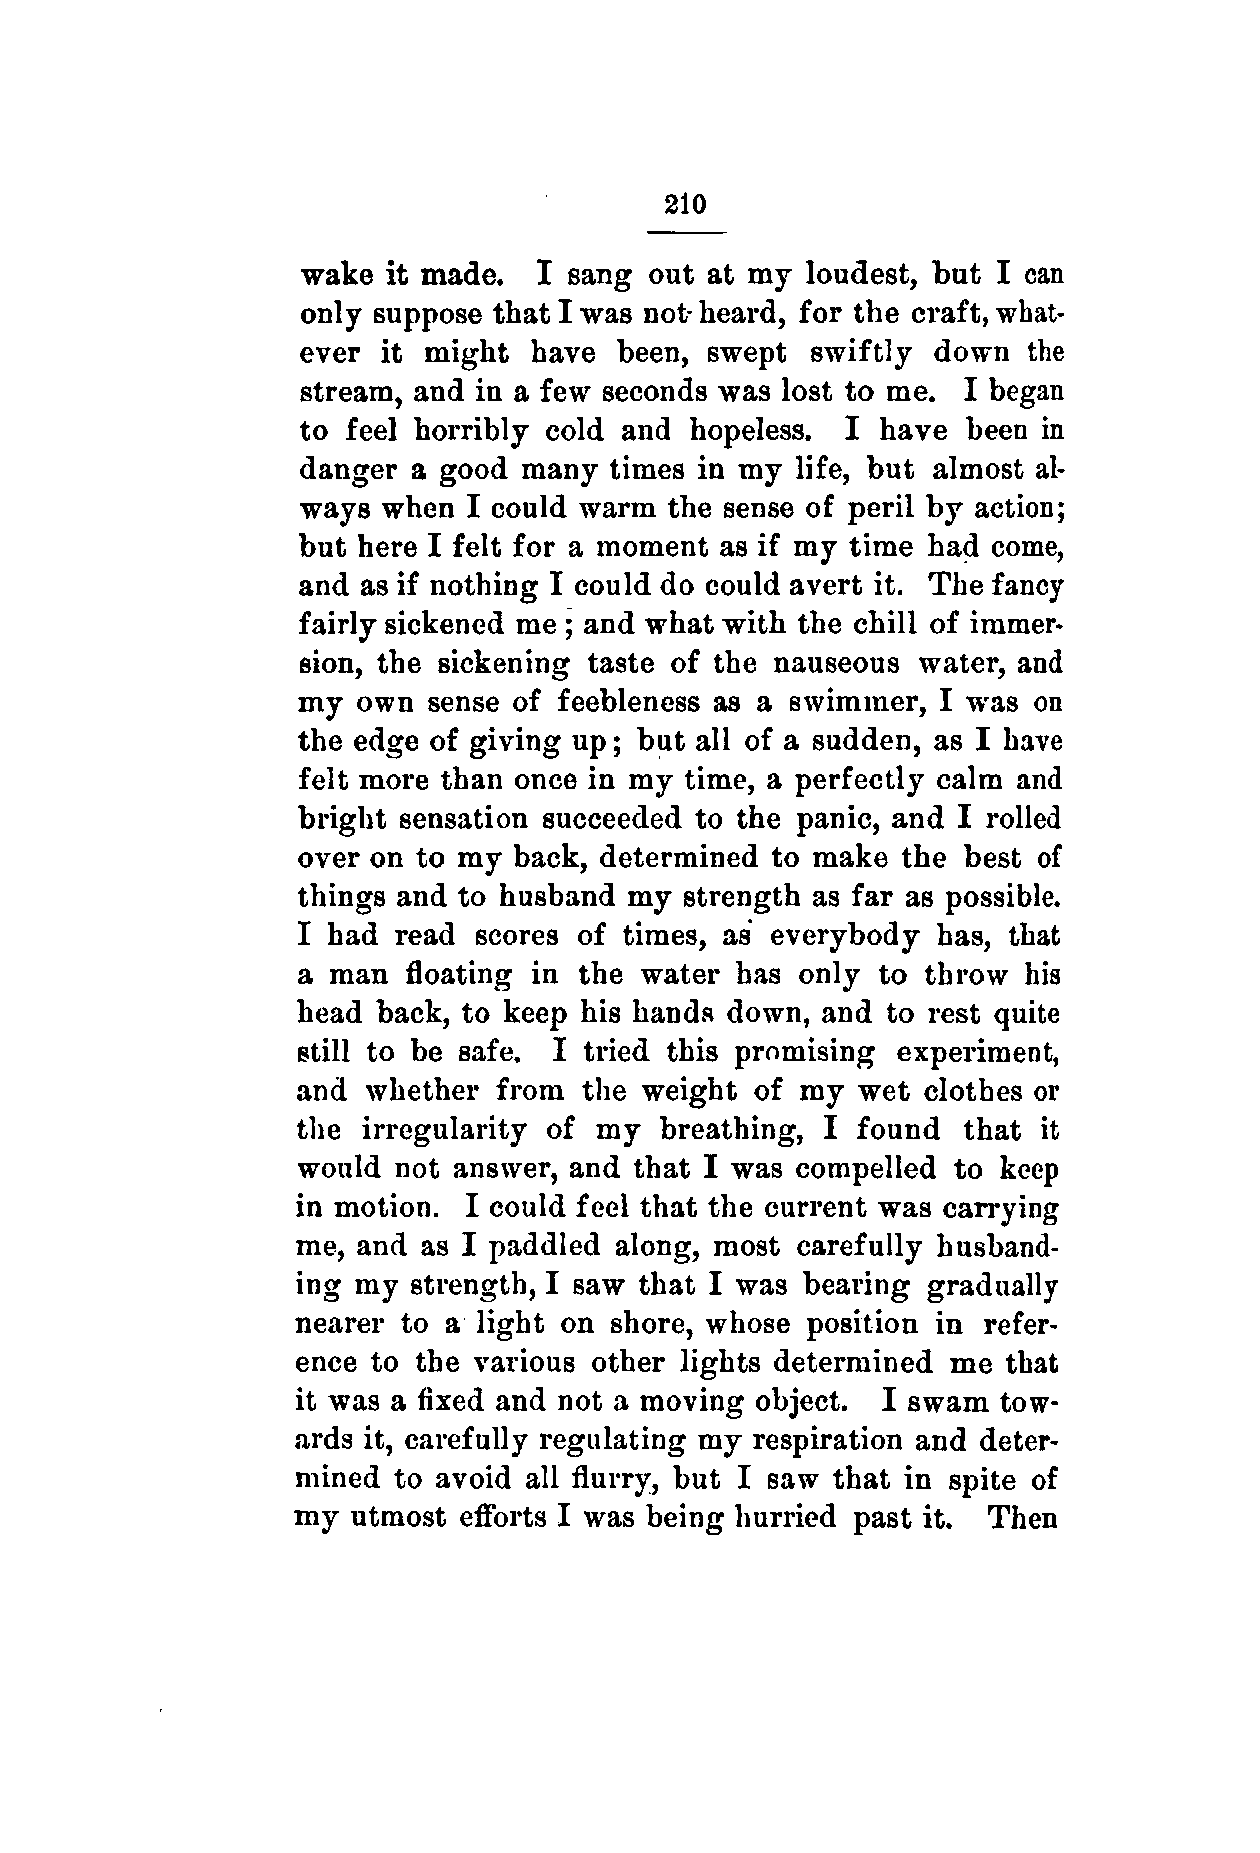 210
wake it made. I sang out at my loudest, but I can
only suppose that I was not heard, for the craft, what-
ever it might have been, swept swiftly down the
stream, and in a few seconds was lost to me. I began
to feel horribly cold and hopeless. I have been in
danger a good many times in my life, but almost al-
ways when I could warm the sense of peril by action;
but here I felt for a moment as if my time had come,
and as if nothing I could do could avert it. The fancy
fairly sickened me; and what with the chill of immer-
sion, the sickening taste of the nauseous water, and
my own sense of feebleness as a swimmer, I was on
the edge of giving up; but all of a sudden, as I have
felt more than once in my time, a perfectly calm and
bright sensation succeeded to the panic, and I rolled
over on to my back, determined to make the best of
things and to husband my strength as far as possible.
I had read scores of times, as everybody has, that
a man floating in the water has only to throw his
head back, to keep his hands down, and to rest quite
still to be safe. I tried this promising experiment,
and whether from the weight of my wet clothes or
the irregularity of my breathing, I found that it
would not answer, and that I was compelled to keep
in motion. I could feel that the current was carrying
me, and as I paddled along, most carefully husband-
ing my strength, I saw that I was bearing gradually
nearer to a light on shore, whose position in refer-
ence to the various other lights determined me that
it was a fixed and not a moving object. I swam tow-
ards it, carefully regulating my respiration and deter-
mined to avoid all flurry, but I saw that in spite of
my utmost efforts I was being hurried past it. Then